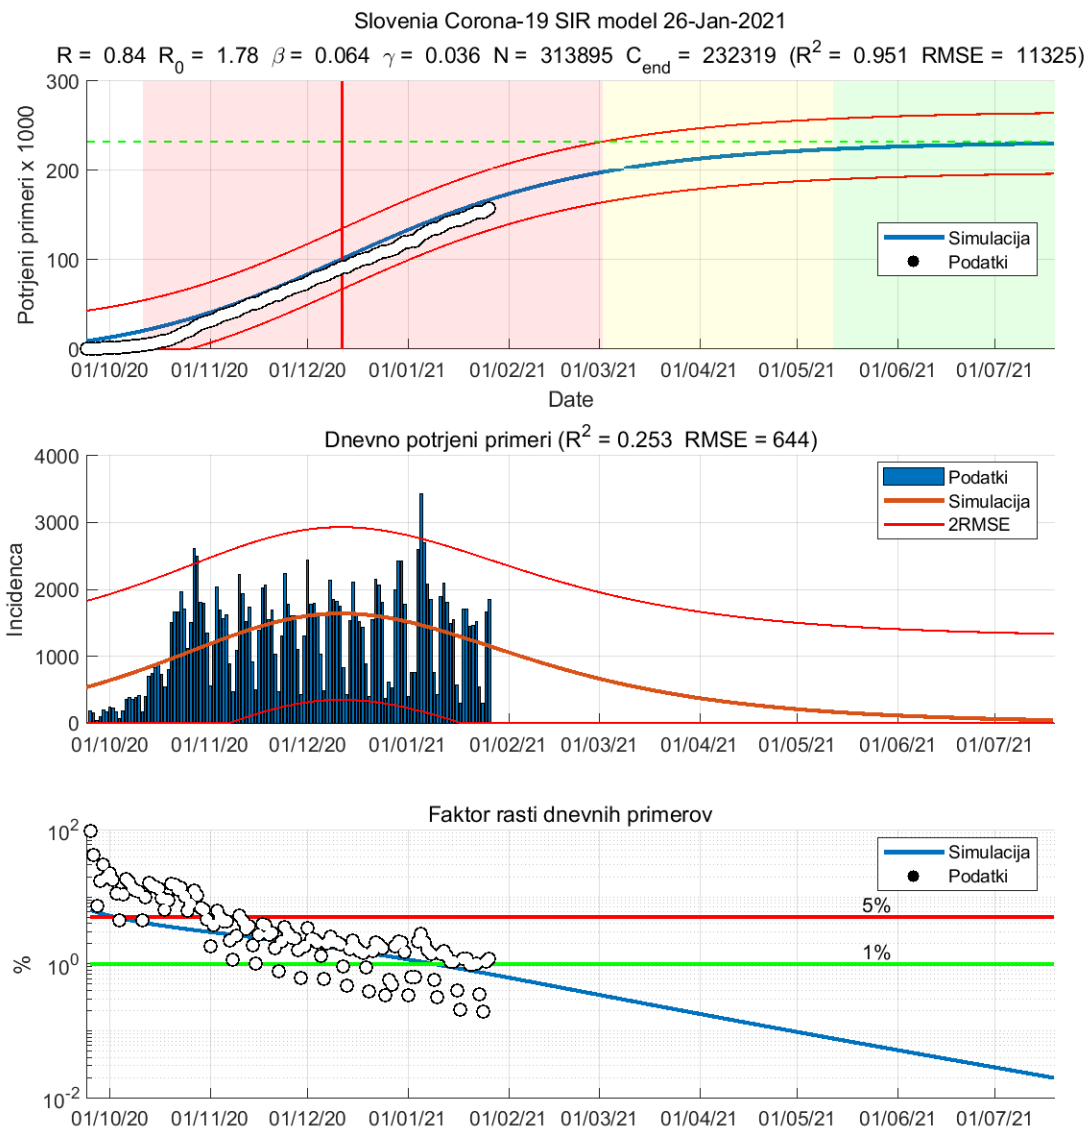 Slovenia Corona-19 SIR model 26-Jan-2021
R = 0.84 R0 = 1.78 β = 0.064 γ = 0.036 N = 313895 Cend = 232319 (R2 = 0.951 RMSE = 11325)
Potrjeni primeri x 1000
300
200
100
0
Simulacija
Podatki
01/10/20 01/11/20 01/12/20 01/01/21 01/02/21 01/03/21 01/04/21 01/05/21 01/06/21 01/07/21
Date
Dnevno potrjeni primeri (R2 = 0.253 RMSE = 644)
Incidenca
4000
3000
2000
1000
0
Podatki
Simulacija
2RMSE
01/10/20 01/11/20 01/12/20 01/01/21 01/02/21 01/03/21 01/04/21 01/05/21 01/06/21 01/07/21
Faktor rasti dnevnih primerov
%
10^2
10^0
10^-2
Simulacija
Podatki
5%
1%
01/10/20 01/11/20 01/12/20 01/01/21 01/02/21 01/03/21 01/04/21 01/05/21 01/06/21 01/07/21